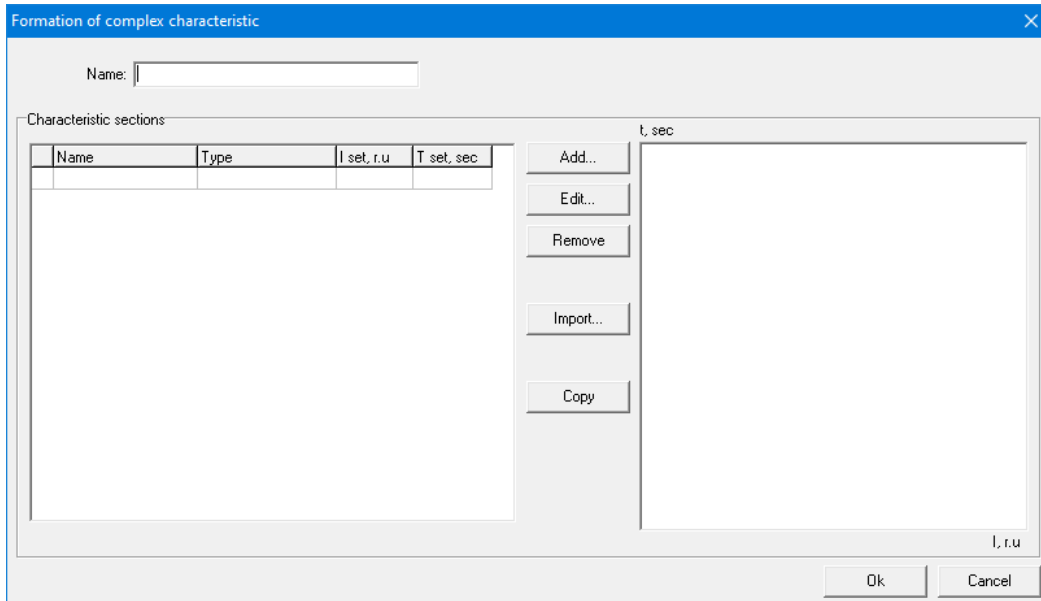 Formation of complex characteristic
Name:
Characteristic sections
t, sec
Name Type I set, r.u T set, sec
Add...
Edit...
Remove
Import...
Copy
I, r.u
Ok Cancel